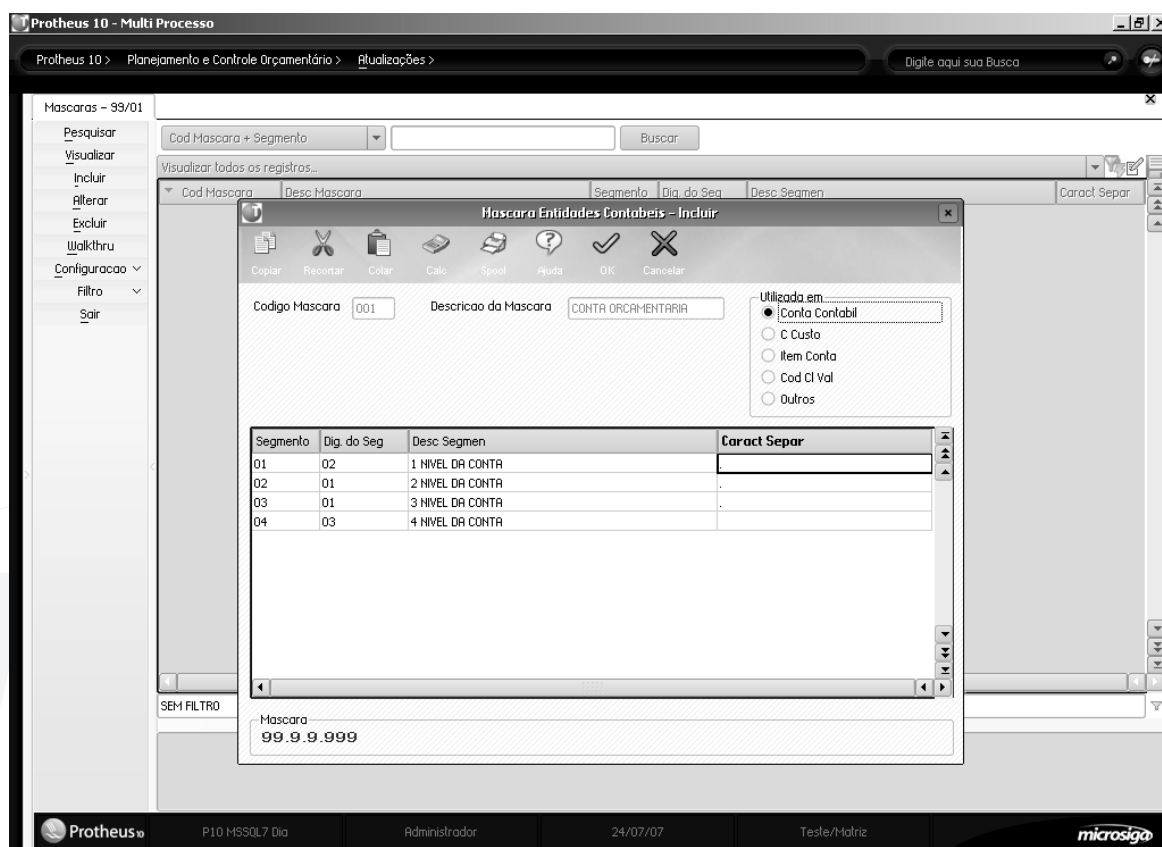 Protheus 10 - Multi Processo
Protheus 10 > Planejamento e Controle Orçamentário > Atualizações >
Digite aqui sua Busca
Mascaras - 99/01
Pesquisar
Visualizar
Incluir
Alterar
Excluir
Walkthru
Configuracao
Filtro
Sair
Cod Mascara + Segmento
Buscar
Visualizar todos os registros...
Cod Mascara Desc Mascara Segmento Dig. do Seg Desc Segmen Caract Separ
Mascara Entidades Contabeis - Incluir
Copiar Recortar Colar Calc Spool Ajuda OK Cancelar
Codigo Mascara 001 Descricao da Mascara CONTA ORCAMENTARIA
Utilizada em
Conta Contabil
C Custo
Item Conta
Cod Cl Val
Outros
Segmento Dig. do Seg Desc Segmen Caract Separ
01 02 1 NIVEL DA CONTA .
02 01 2 NIVEL DA CONTA .
03 01 3 NIVEL DA CONTA .
04 03 4 NIVEL DA CONTA
SEM FILTRO
Mascara
99.9.9.999
Protheus10 P10 MSSQL7 Dia Administrador 24/07/07 Teste/Matriz microsiga